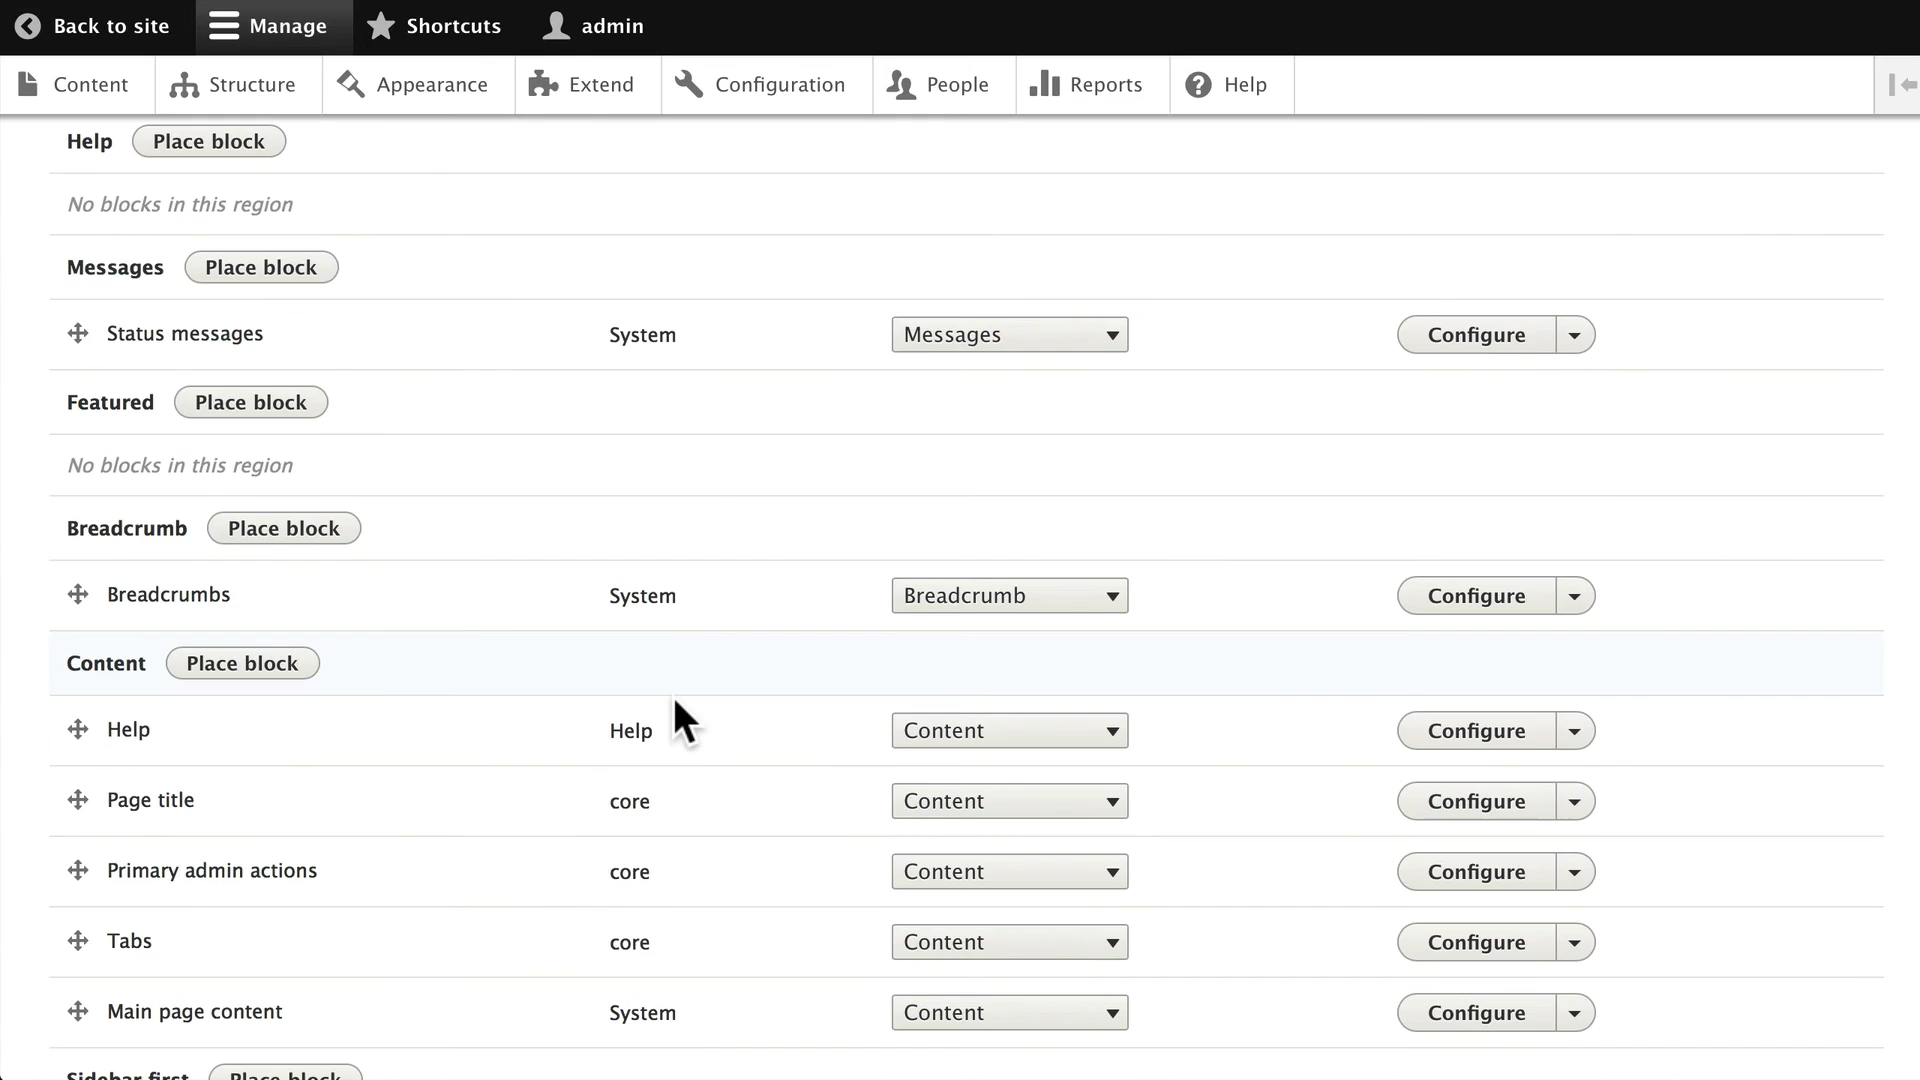 Back to site Manage Shortcuts admin
Content Structure Appearance Extend Configuration People Reports Help
Help Place block
No blocks in this region
Messages Place block
Status messages System Messages Configure
Featured Place block
No blocks in this region
Breadcrumb Place block
Breadcrumbs System Breadcrumb Configure
Content Place block
Help Help Content Configure
Page title core Content Configure
Primary admin actions core Content Configure
Tabs core Content Configure
Main page content System Content Configure
Sidebar first Place block